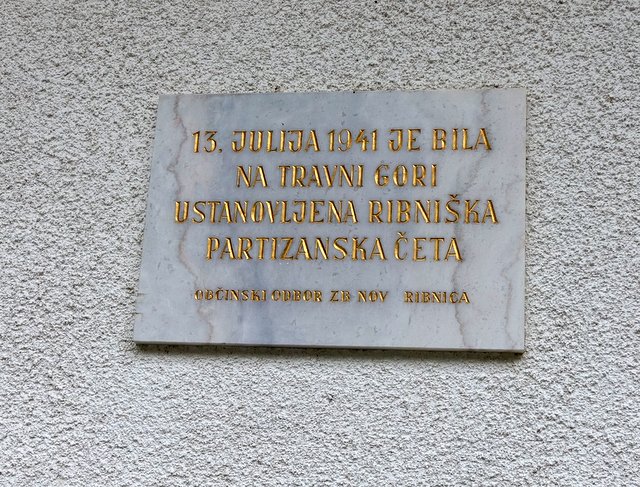 13. JULIJA 1941 JE BILA
NA TRAVNI GORI
USTANOVLJENA RIBNIŠKA
PARTIZANSKA ČETA
OBČINSKI ODBOR ZB NOV RIBNICA